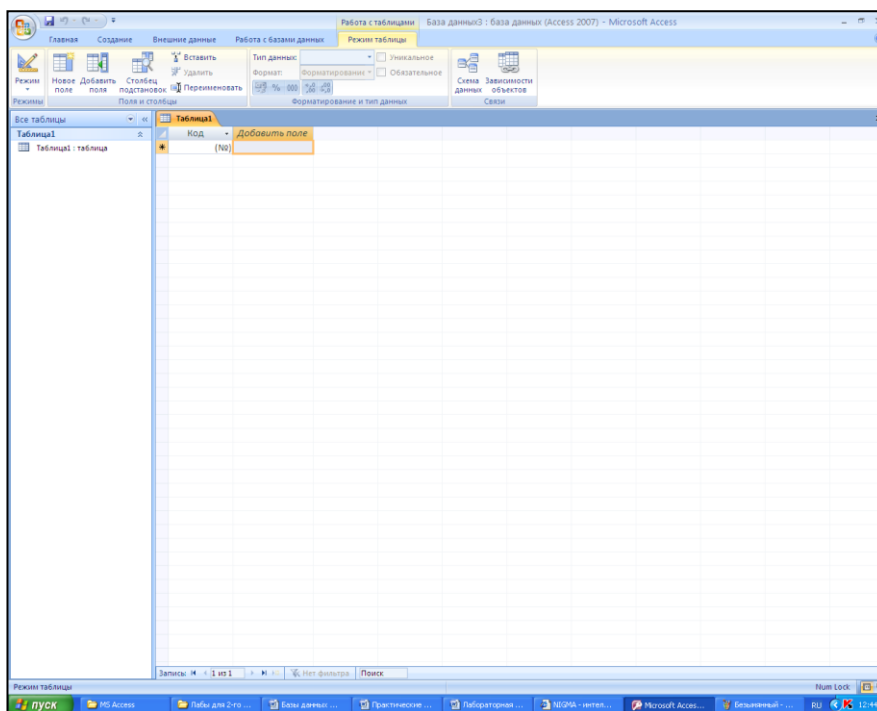 Работа с таблицами База данных3 : база данных (Access 2007) - Microsoft Access
Главная Создание Внешние данные Работа с базами данных Режим таблицы
Режим
Новое поле
Добавить поля
Столбец подстановок
Вставить
Удалить
Переименовать
Тип данных:
Формат: Форматирование
Уникальное
Обязательное
% 000
Схема данных
Зависимости объектов
Режимы Поля и столбцы Форматирование и тип данных Связи
Все таблицы
Таблица1
Таблица1 : таблица
Таблица1
Код Добавить поле
(№)
Запись: 1 из 1 Нет фильтра Поиск
Режим таблицы Num Lock
пуск MS Access Лабы для 2-го ... Базы данных ... Практические ... Лабораторная ... NIGMA - интел... Microsoft Acces... Безымянный - ... RU 12:44